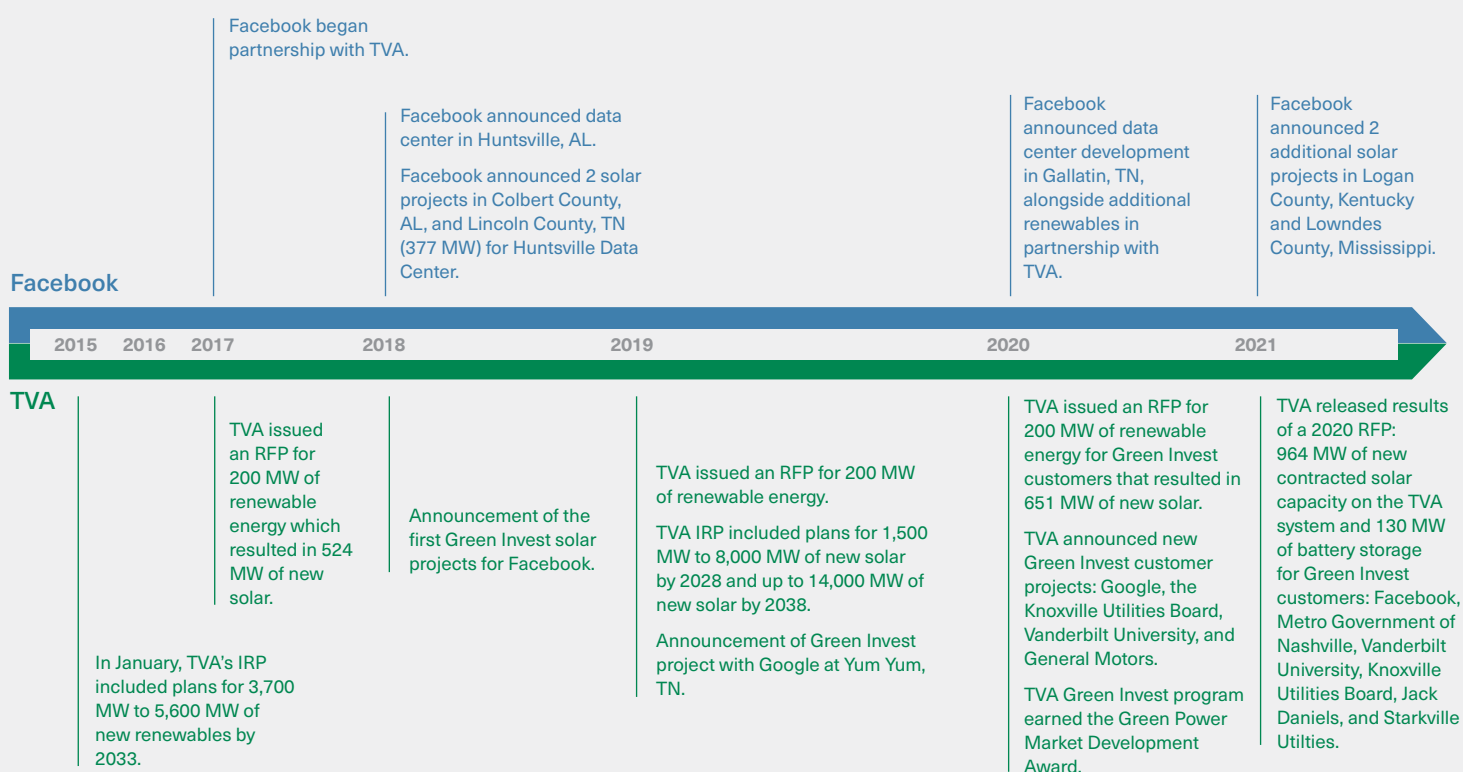 Facebook began
partnership with TVA.
Facebook announced data
center in Huntsville, AL.
Facebook announced 2 solar
projects in Colbert County,
AL, and Lincoln County, TN
(377 MW) for Huntsville Data
Center.
Facebook
announced data
center development
in Gallatin, TN,
alongside additional
renewables in
partnership with
TVA.
Facebook
announced 2
additional solar
projects in Logan
County, Kentucky
and Lowndes
County, Mississippi.
Facebook
2015 2016 2017 2018 2019 2020 2021
TVA
In January, TVA's IRP
included plans for 3,700
MW to 5,600 MW of
new renewables by
2033.
TVA issued
an RFP for
200 MW of
renewable
energy which
resulted in 524
MW of new
solar.
Announcement of the
first Green Invest solar
projects for Facebook.
TVA issued an RFP for 200 MW
of renewable energy.
TVA IRP included plans for 1,500
MW to 8,000 MW of new solar
by 2028 and up to 14,000 MW of
new solar by 2038.
Announcement of Green Invest
project with Google at Yum Yum,
TN.
TVA issued an RFP for
200 MW of renewable
energy for Green Invest
customers that resulted in
651 MW of new solar.
TVA announced new
Green Invest customer
projects: Google, the
Knoxville Utilities Board,
Vanderbilt University, and
General Motors.
TVA Green Invest program
earned the Green Power
Market Development
Award.
TVA released results
of a 2020 RFP:
964 MW of new
contracted solar
capacity on the TVA
system and 130 MW
of battery storage
for Green Invest
customers: Facebook,
Metro Government of
Nashville, Vanderbilt
University, Knoxville
Utilities Board, Jack
Daniels, and Starkville
Utilties.